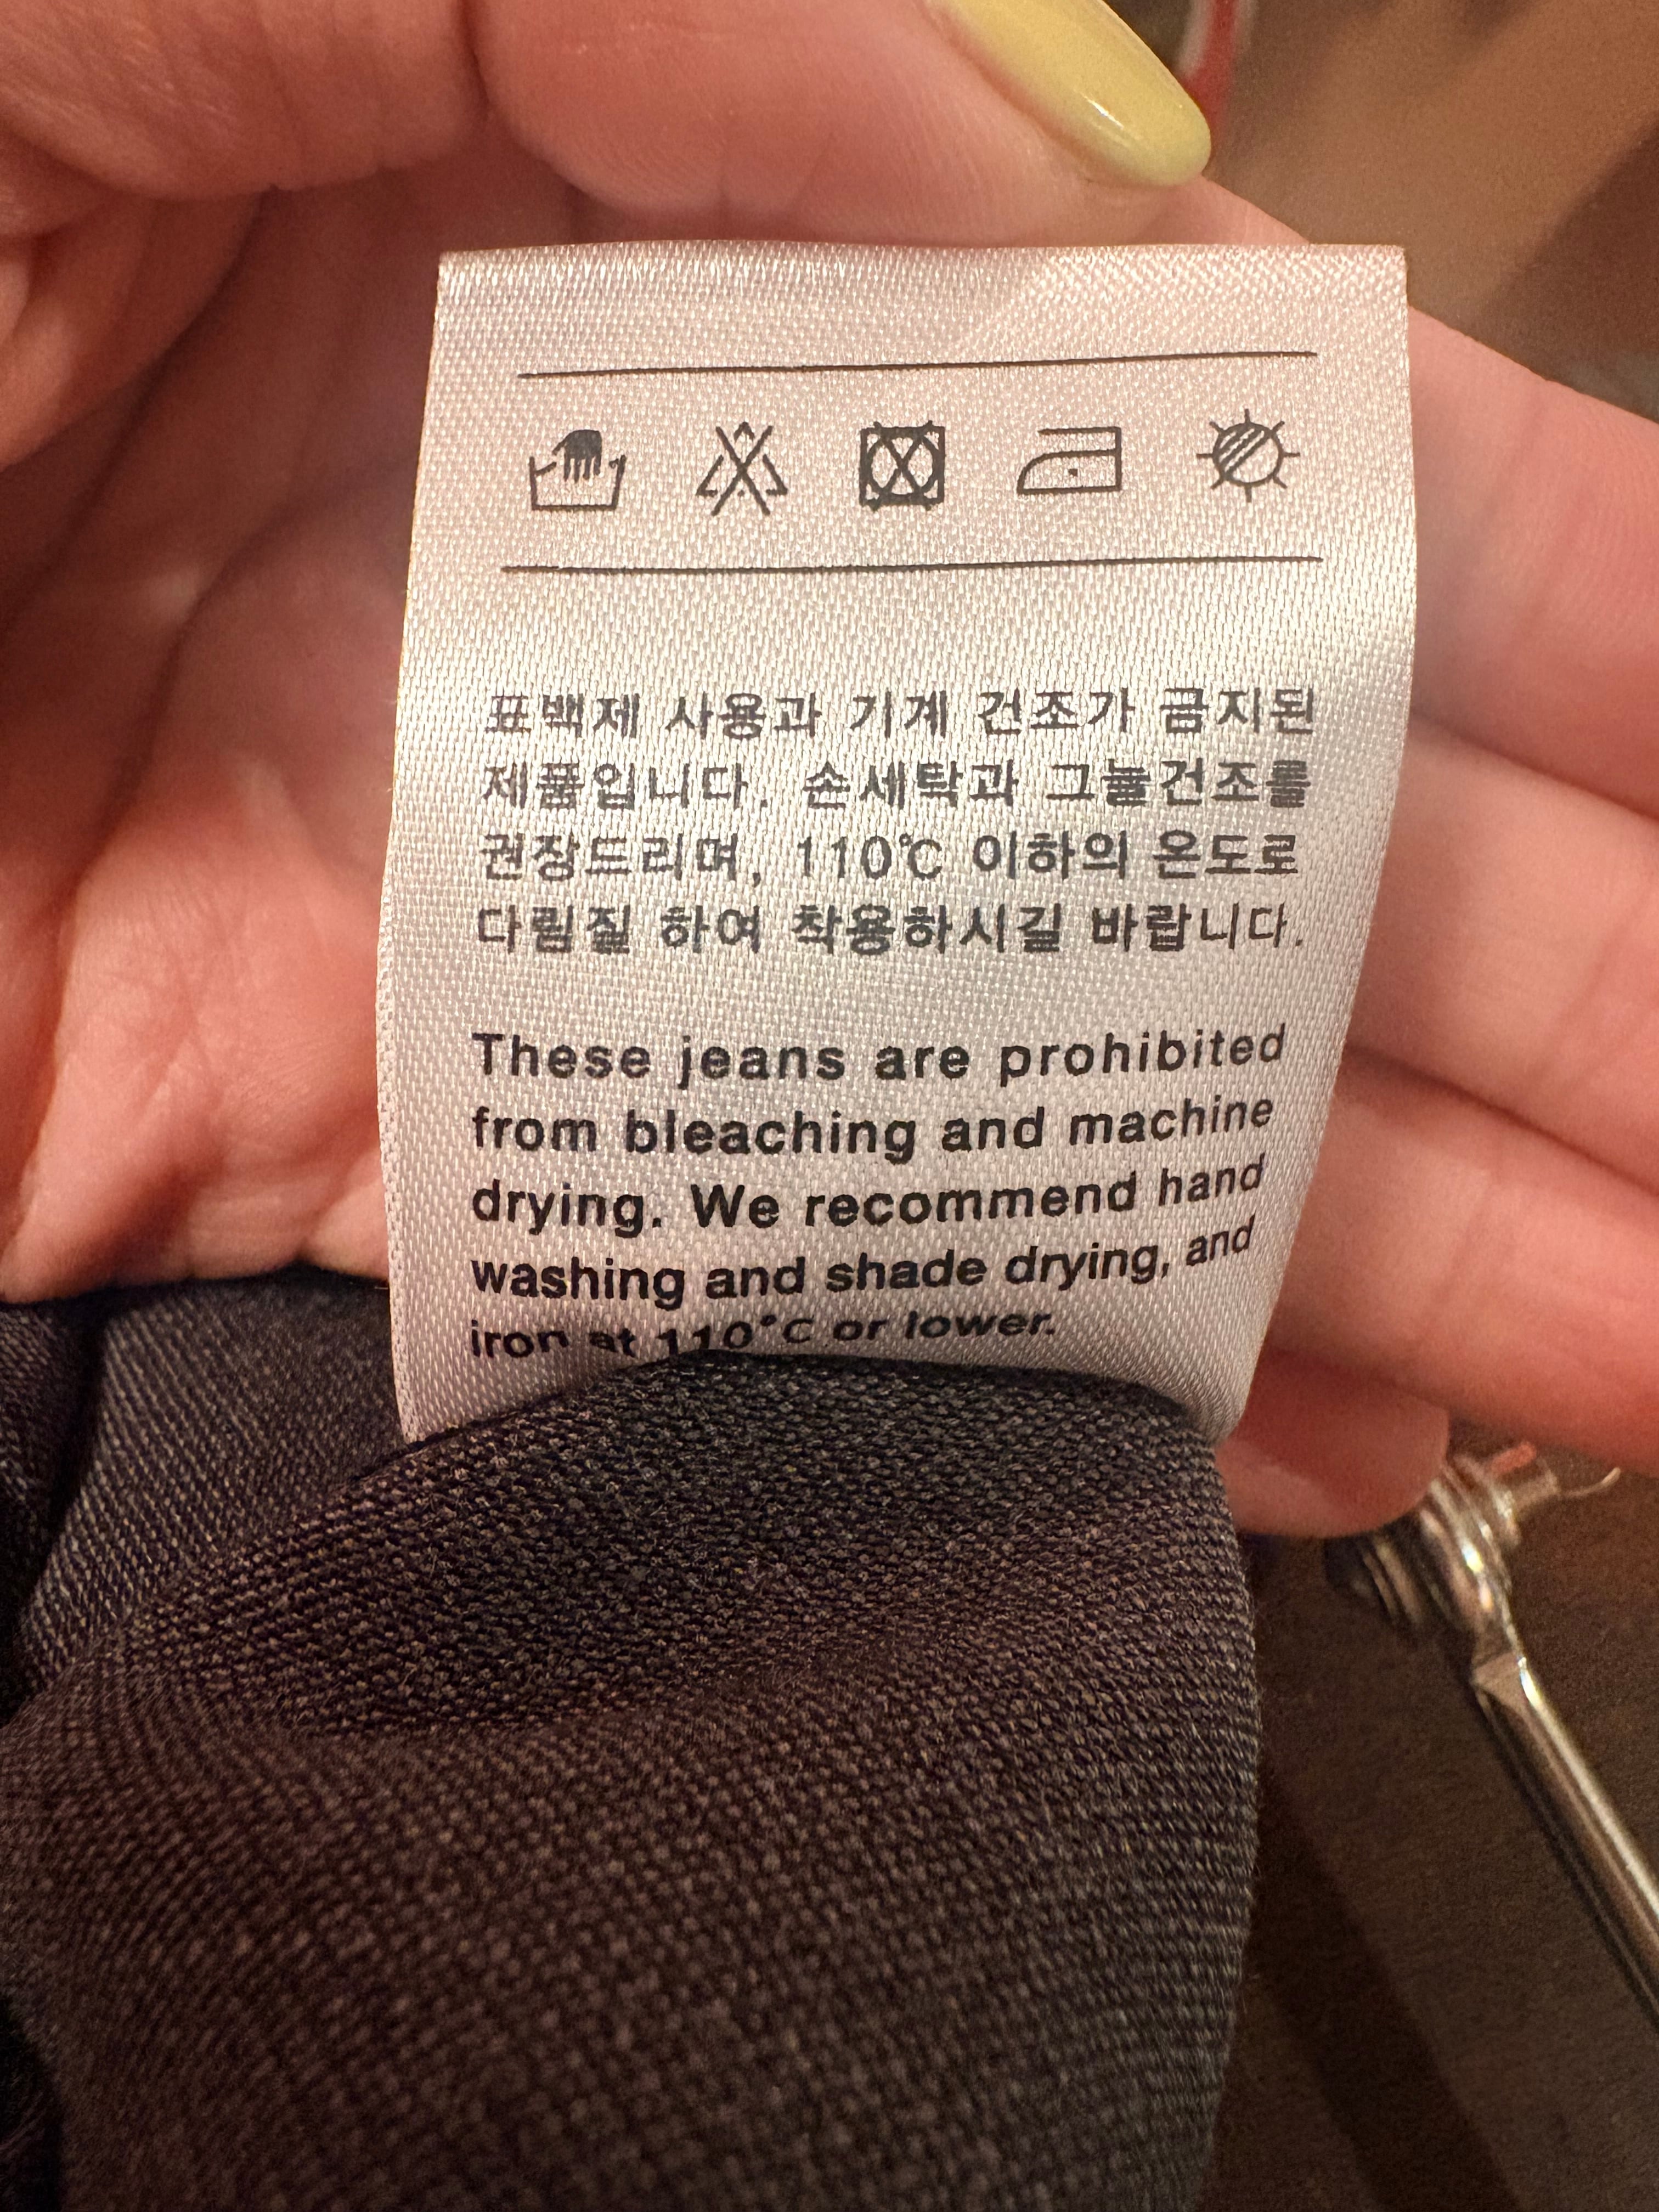 표백제 사용과 기계 건조가 금지된
제품입니다. 손세탁과 그늘건조를
권장드리며, 110℃ 이하의 온도로
다림질 하여 착용하시길 바랍니다.
These jeans are prohibited
from bleaching and machine
drying. We recommend hand
washing and shade drying, and
iron at 110°C or lower.